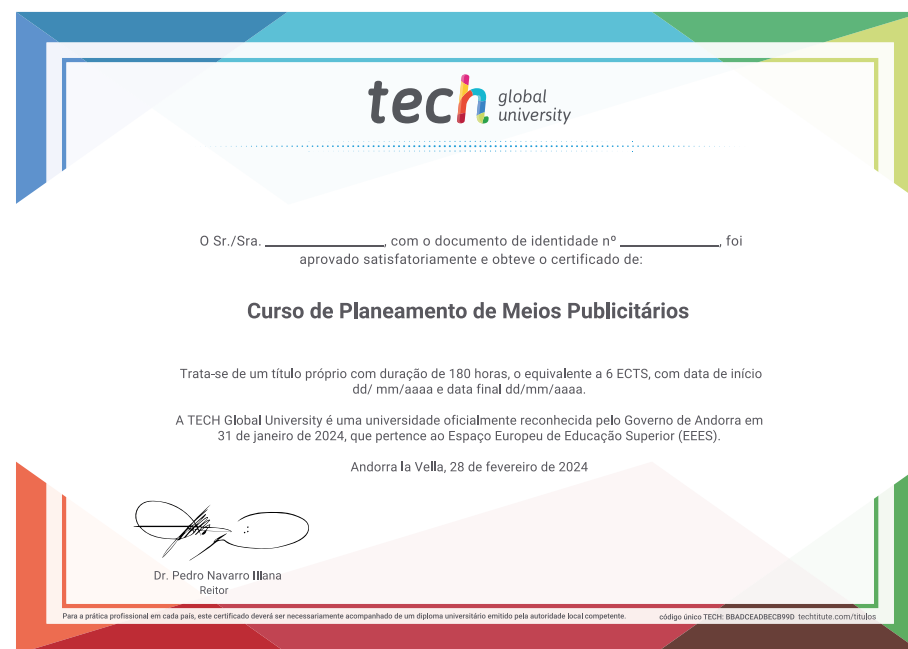 tech global university
O Sr./Sra. ________________, com o documento de identidade nº _____________, foi
aprovado satisfatoriamente e obteve o certificado de:
Curso de Planeamento de Meios Publicitários
Trata-se de um título próprio com duração de 180 horas, o equivalente a 6 ECTS, com data de início
dd/ mm/aaaa e data final dd/mm/aaaa.
A TECH Global University é uma universidade oficialmente reconhecida pelo Governo de Andorra em
31 de janeiro de 2024, que pertence ao Espaço Europeu de Educação Superior (EEES).
Andorra la Vella, 28 de fevereiro de 2024
Dr. Pedro Navarro Illana
Reitor
Para a prática profissional em cada país, este certificado deverá ser necessariamente acompanhado de um diploma universitário emitido pela autoridade local competente.
código único TECH: BBADCEADBECB99D techtitute.com/titulos